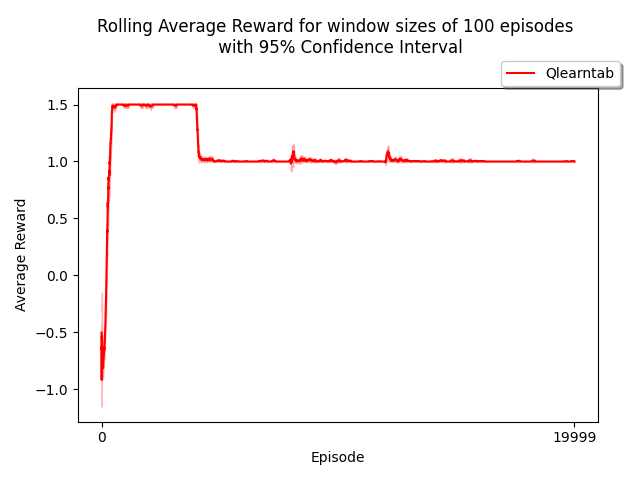 Rolling Average Reward for window sizes of 100 episodes
with 95% Confidence Interval
Qlearntab
1.5
1.0
0.5
0.0
−0.5
−1.0
Average Reward
0
19999
Episode